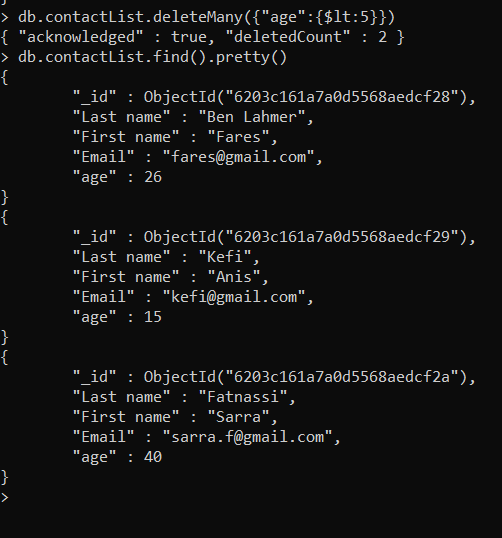 }
> db.contactList.deleteMany({"age":{$lt:5}})
{ "acknowledged" : true, "deletedCount" : 2 }
> db.contactList.find().pretty()
{
"_id" : ObjectId("6203c161a7a0d5568aedcf28"),
"Last name" : "Ben Lahmer",
"First name" : "Fares",
"Email" : "fares@gmail.com",
"age" : 26
}
{
"_id" : ObjectId("6203c161a7a0d5568aedcf29"),
"Last name" : "Kefi",
"First name" : "Anis",
"Email" : "kefi@gmail.com",
"age" : 15
}
{
"_id" : ObjectId("6203c161a7a0d5568aedcf2a"),
"Last name" : "Fatnassi",
"First name" : "Sarra",
"Email" : "sarra.f@gmail.com",
"age" : 40
}
>